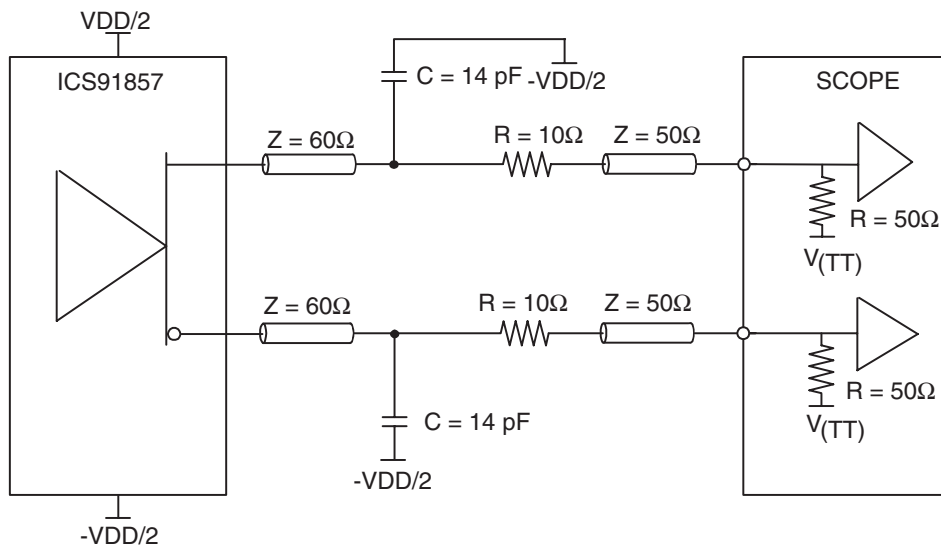 VDD/2
ICS91857
C = 14 pF
-VDD/2
SCOPE
Z = 60Ω
R = 10Ω
Z = 50Ω
R = 50Ω
V(TT)
Z = 60Ω
R = 10Ω
Z = 50Ω
R = 50Ω
V(TT)
C = 14 pF
-VDD/2
-VDD/2